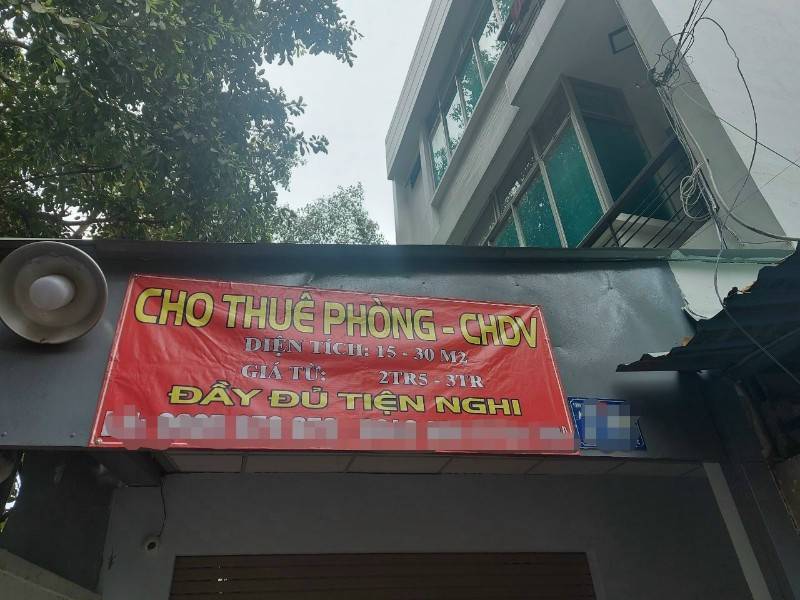 CHO THUÊ PHÒNG - CHDV
DIỆN TÍCH: 15 - 30 M2
GIÁ TỪ: 2TR5 - 3TR
ĐẦY ĐỦ TIỆN NGHI